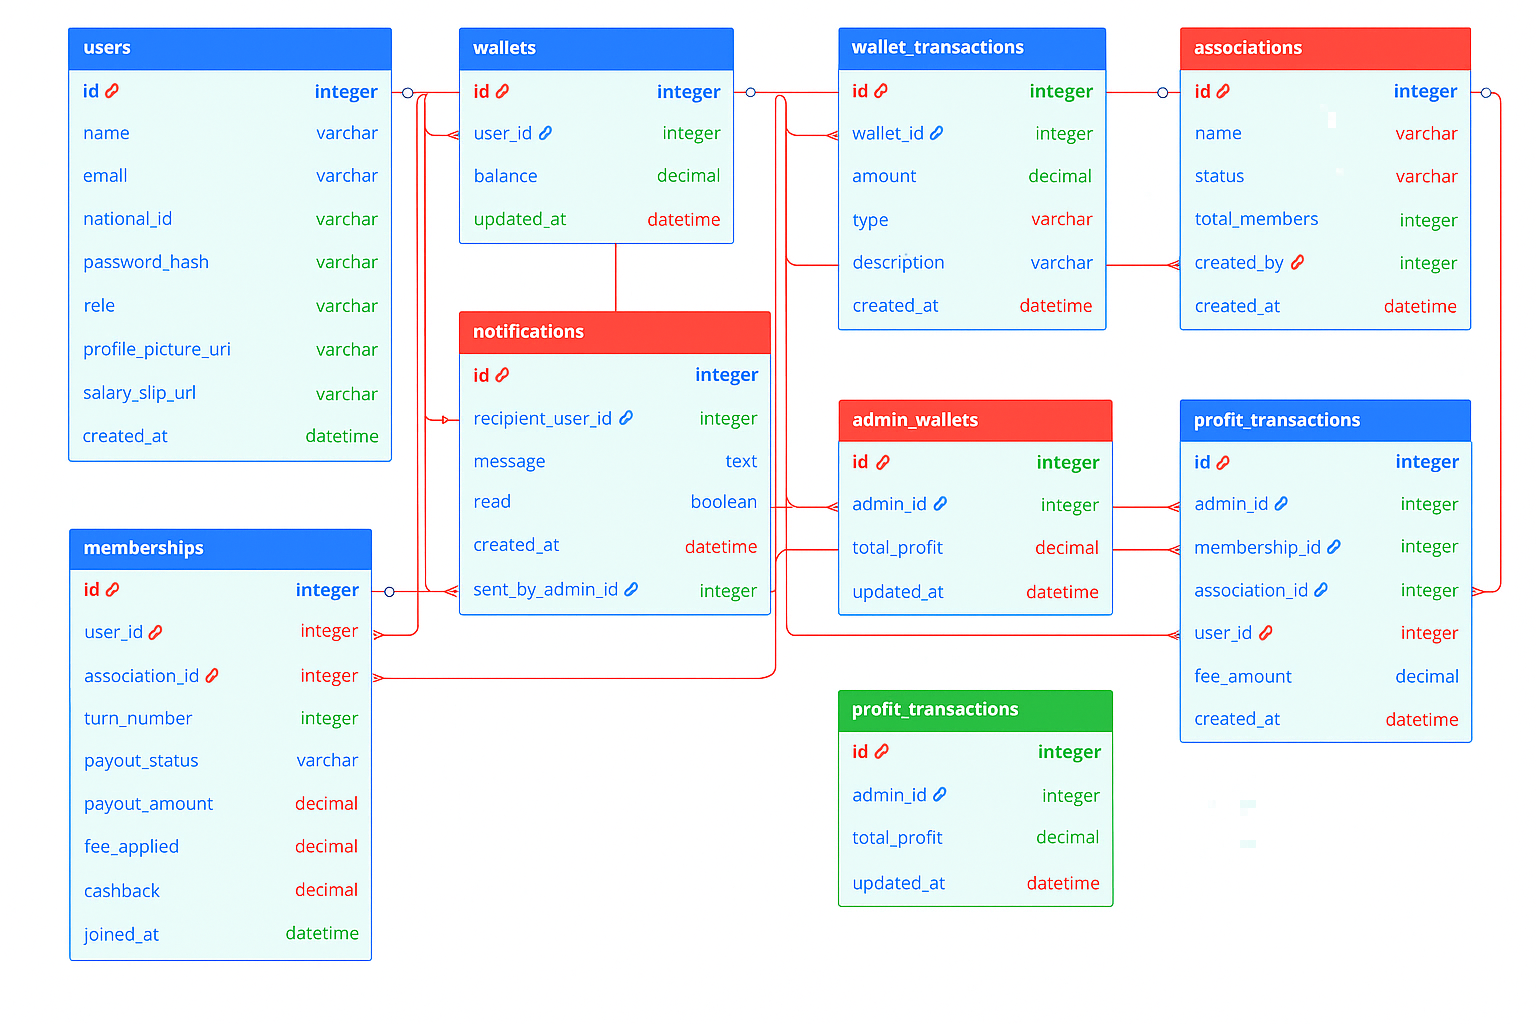 users
id integer
name varchar
emall varchar
national_id varchar
password_hash varchar
rele varchar
profile_picture_uri varchar
salary_slip_url varchar
created_at datetime
wallets
id integer
user_id integer
balance decimal
updated_at datetime
wallet_transactions
id integer
wallet_id integer
amount decimal
type varchar
description varchar
created_at datetime
associations
id integer
name varchar
status varchar
total_members integer
created_by integer
created_at datetime
notifications
id integer
recipient_user_id integer
message text
read boolean
created_at datetime
sent_by_admin_id integer
admin_wallets
id integer
admin_id integer
total_profit decimal
updated_at datetime
profit_transactions
id integer
admin_id integer
membership_id integer
association_id integer
user_id integer
fee_amount decimal
created_at datetime
memberships
id integer
user_id integer
association_id integer
turn_number integer
payout_status varchar
payout_amount decimal
fee_applied decimal
cashback decimal
joined_at datetime
profit_transactions
id integer
admin_id integer
total_profit decimal
updated_at datetime